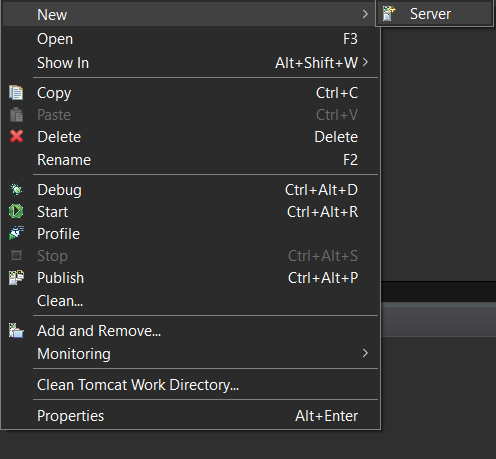 New > Server
Open F3
Show In Alt+Shift+W >
Copy Ctrl+C
Paste Ctrl+V
Delete Delete
Rename F2
Debug Ctrl+Alt+D
Start Ctrl+Alt+R
Profile
Stop Ctrl+Alt+S
Publish Ctrl+Alt+P
Clean...
Add and Remove...
Monitoring >
Clean Tomcat Work Directory...
Properties Alt+Enter